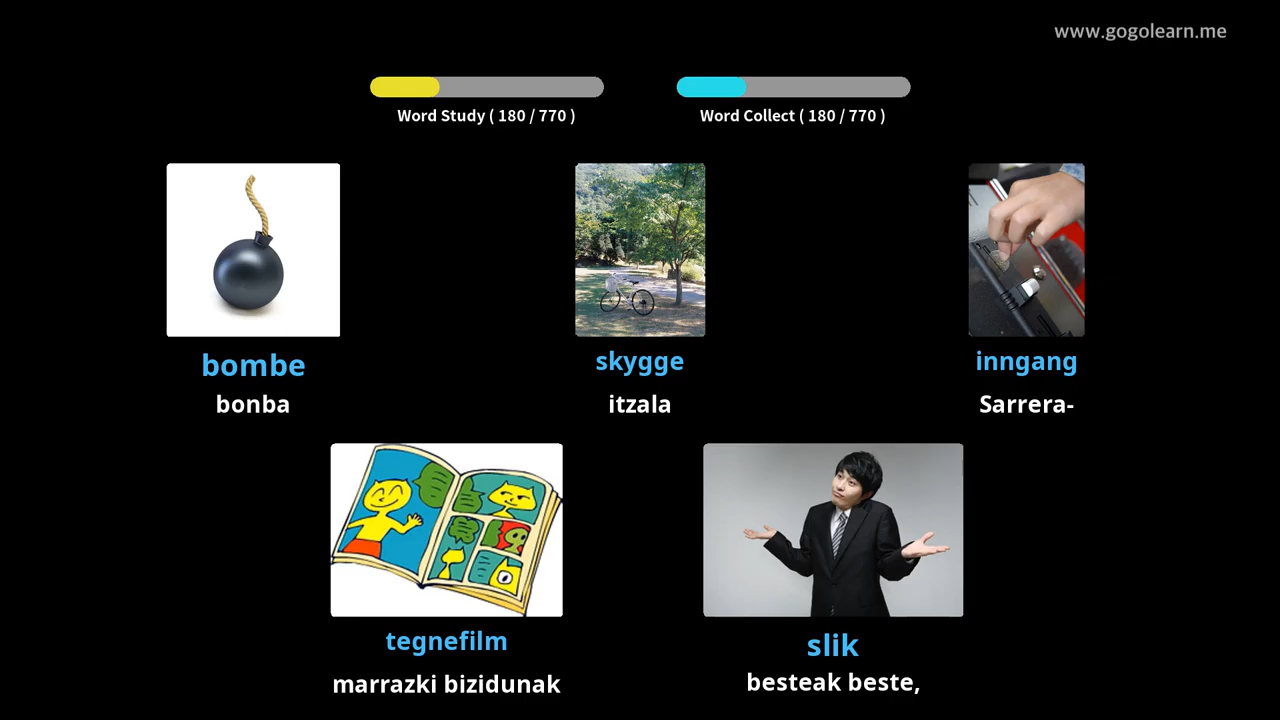 www.gogolearn.me
Word Study ( 180 / 770 )
Word Collect ( 180 / 770 )
bombe
bonba
skygge
itzala
inngang
Sarrera-
tegnefilm
marrazki bizidunak
slik
besteak beste,